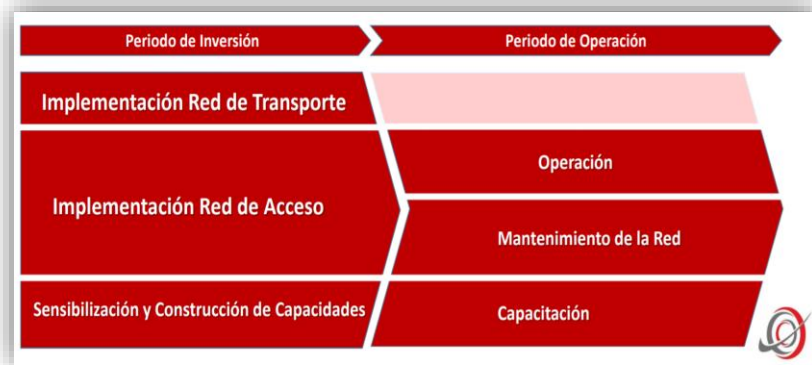 Periodo de Inversión
Periodo de Operación
Implementación Red de Transporte
Implementación Red de Acceso
Operación
Mantenimiento de la Red
Sensibilización y Construcción de Capacidades
Capacitación